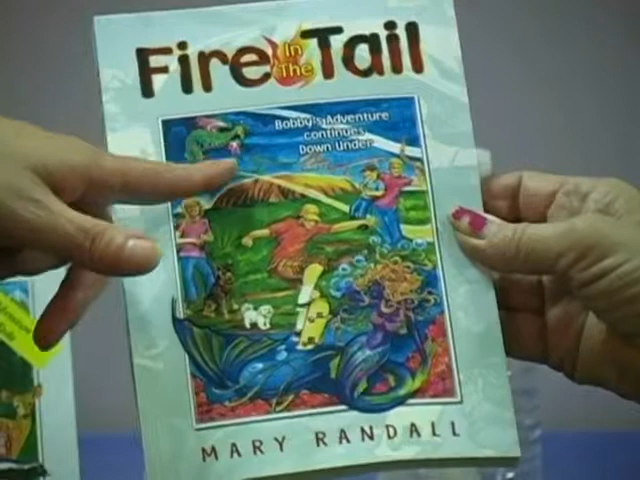 Fire In The Tail
Bobby's Adventure
continues
Down Under
MARY RANDALL